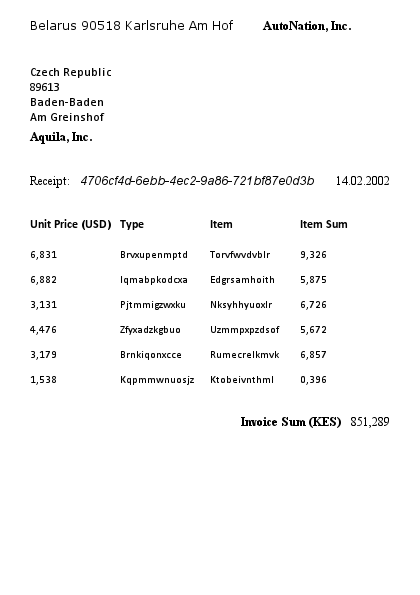 Belarus 90518 Karlsruhe Am Hof AutoNation, Inc.
Czech Republic
89613
Baden-Baden
Am Greinshof
Aquila, Inc.
Receipt: 4706cf4d-6ebb-4ec2-9a86-721bf87e0d3b 14.02.2002
Unit Price (USD) Type Item Item Sum
6,831 Brvxupenmptd Torvfwvdvblr 9,326
6,882 Iqmabpkodcxa Edgrsamhoith 5,875
3,131 Pjtmmigzwxku Nksyhhyuoxlr 6,726
4,476 Zfyxadzkgbuo Uzmmpxpzdsof 5,672
3,179 Brnkiqonxcce Rumecrelkmvk 6,857
1,538 Kqpmmwnuosjz Ktobeivnthml 0,396
Invoice Sum (KES) 851,289